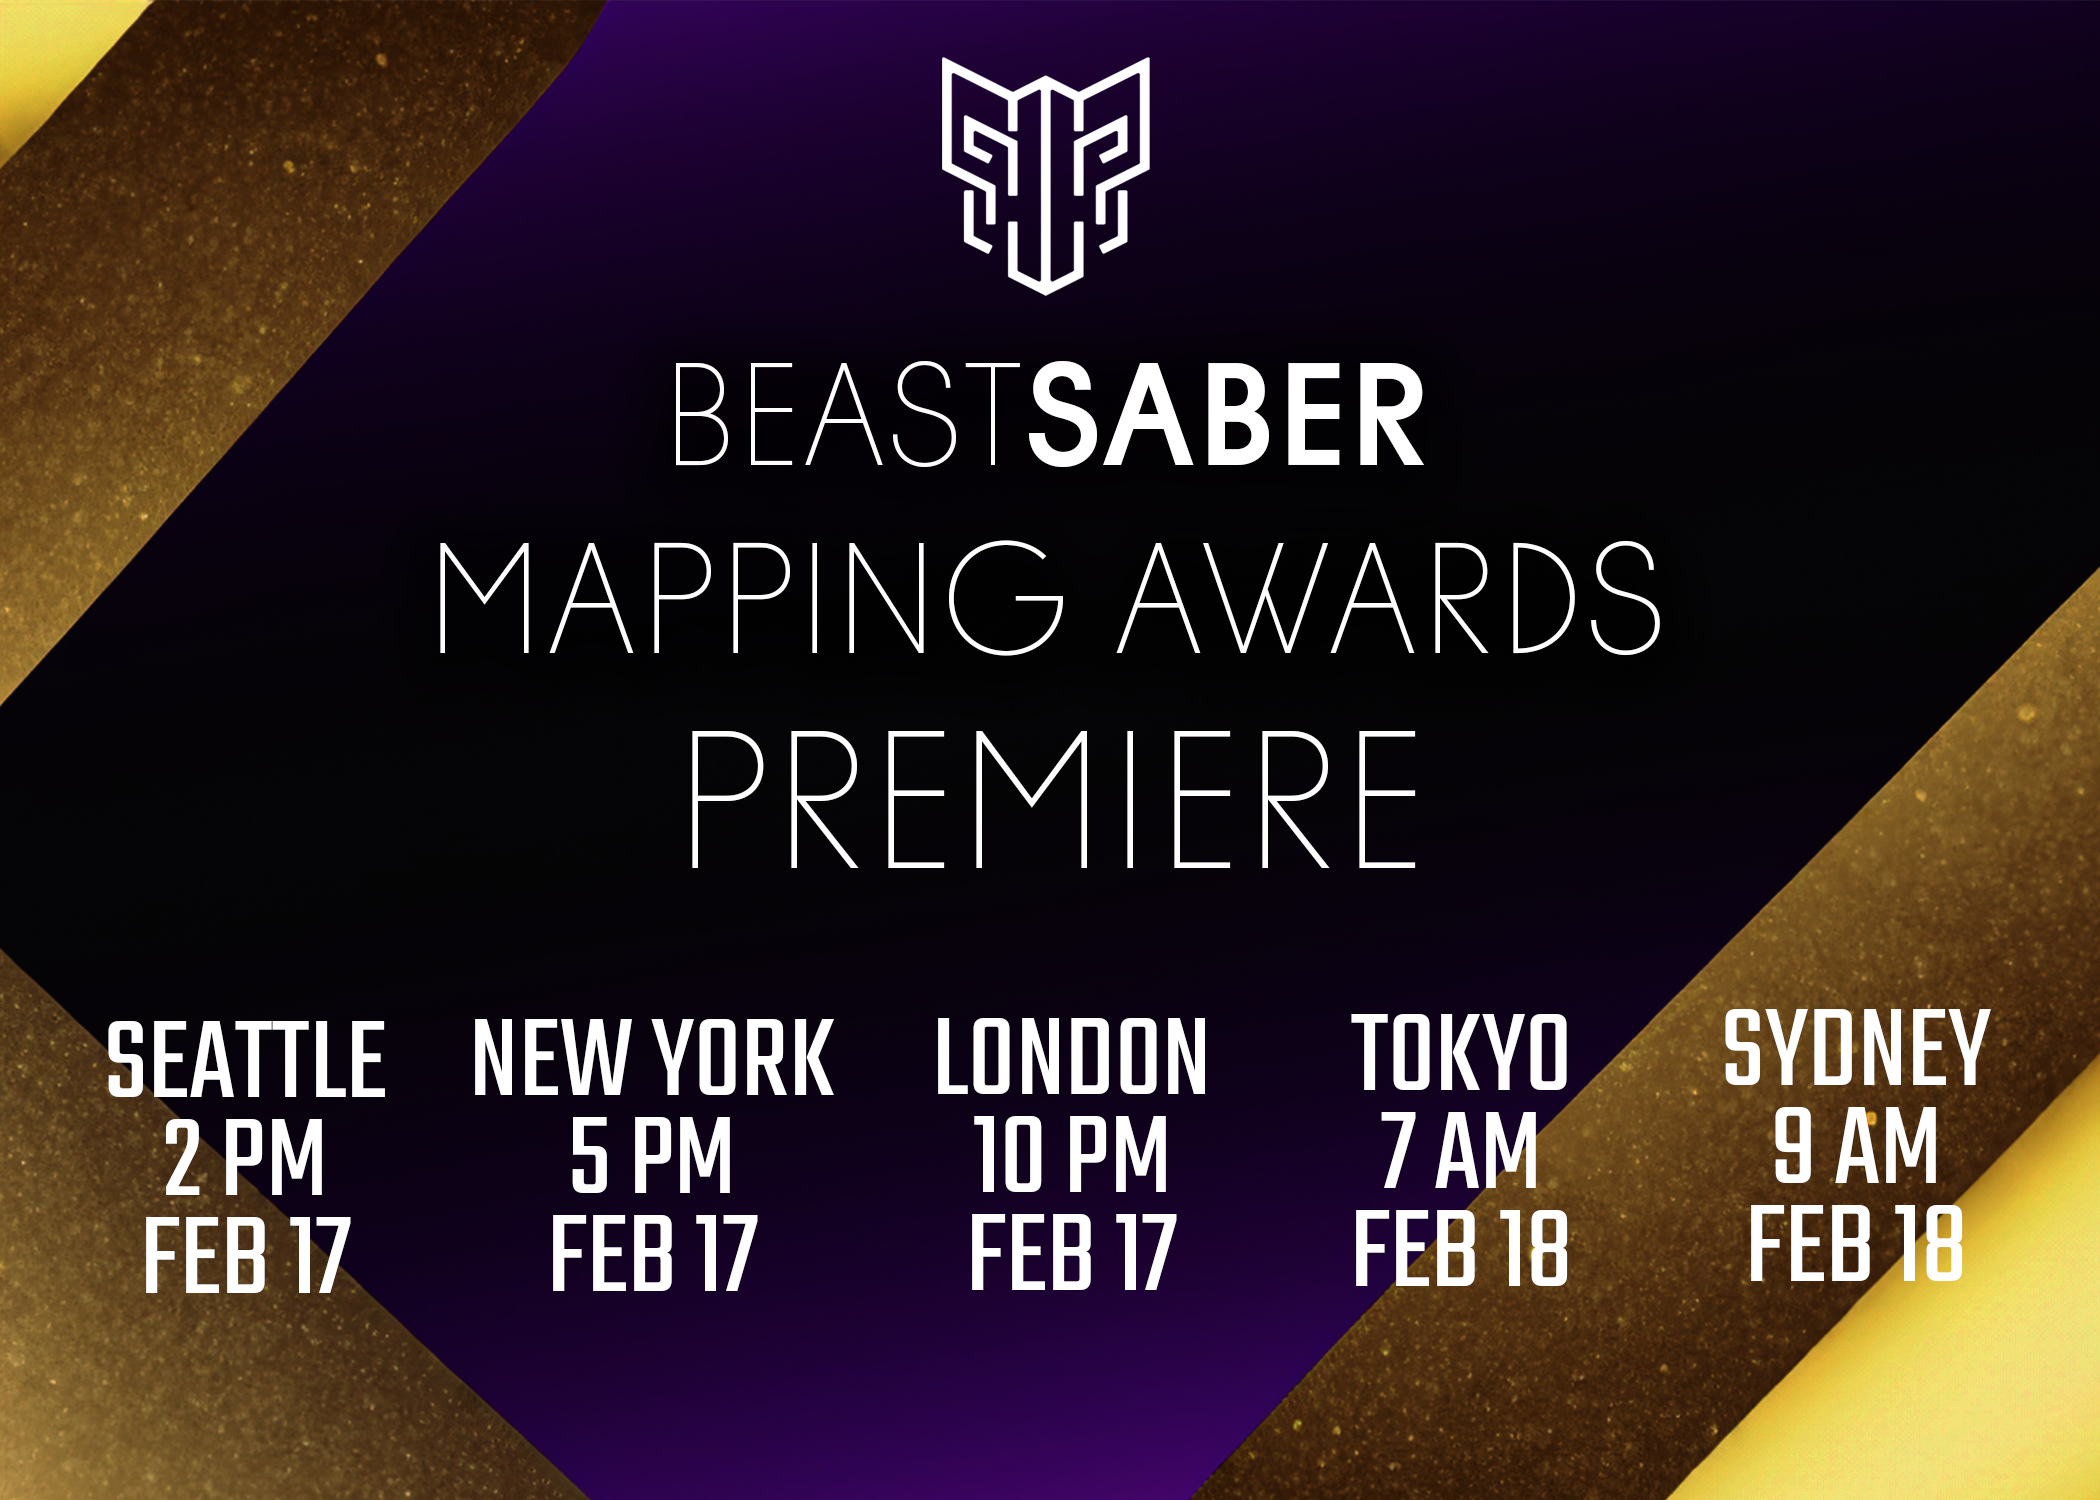 BEASTSABER
MAPPING AWARDS
PREMIERE
SEATTLE
2 PM
FEB 17
NEW YORK
5 PM
FEB 17
LONDON
10 PM
FEB 17
TOKYO
7 AM
FEB 18
SYDNEY
9 AM
FEB 18